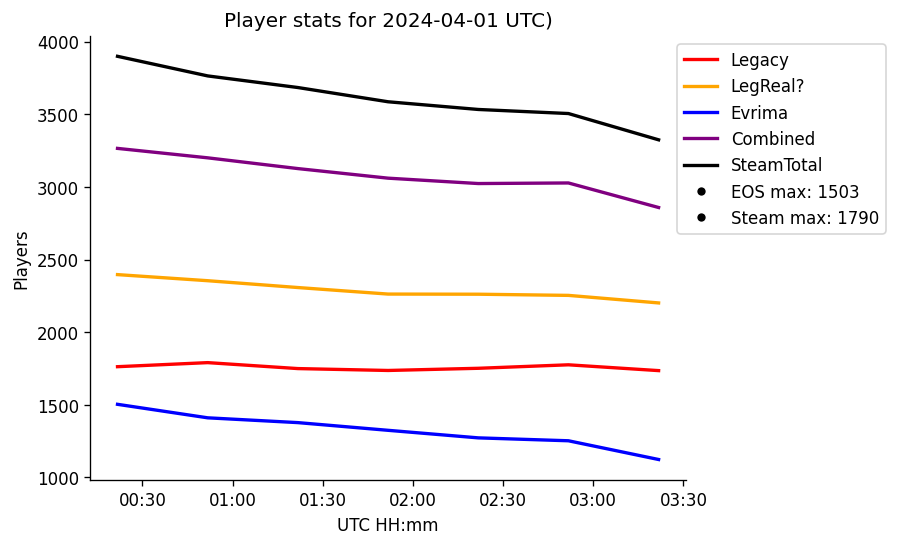 Player stats for 2024-04-01 UTC)
4000
3500
3000
2500
2000
1500
1000
Players
00:30 01:00 01:30 02:00 02:30 03:00 03:30
UTC HH:mm
Legacy
LegReal?
Evrima
Combined
SteamTotal
EOS max: 1503
Steam max: 1790